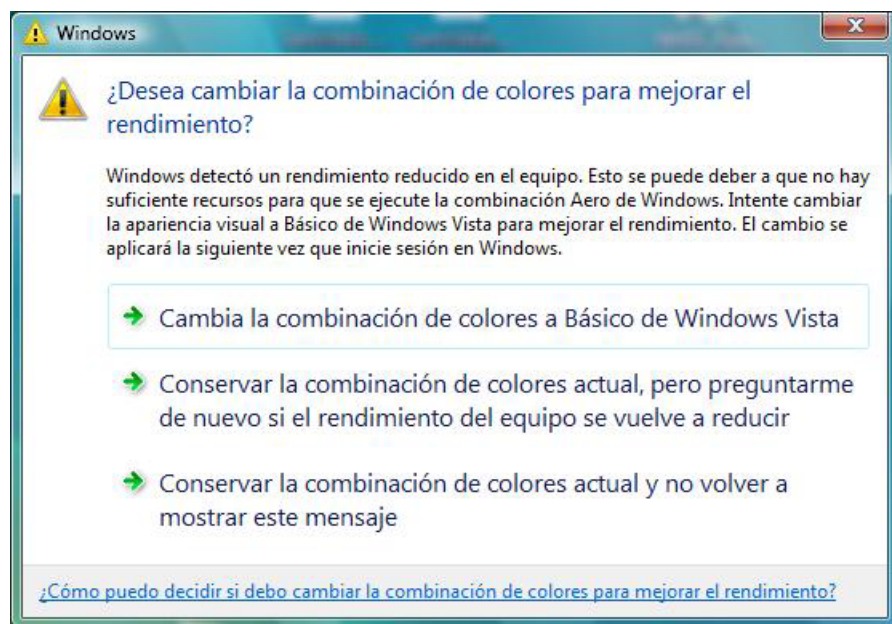 Windows
¿Desea cambiar la combinación de colores para mejorar el
rendimiento?
Windows detectó un rendimiento reducido en el equipo. Esto se puede deber a que no hay
suficiente recursos para que se ejecute la combinación Aero de Windows. Intente cambiar
la apariencia visual a Básico de Windows Vista para mejorar el rendimiento. El cambio se
aplicará la siguiente vez que inicie sesión en Windows.
Cambia la combinación de colores a Básico de Windows Vista
Conservar la combinación de colores actual, pero preguntarme
de nuevo si el rendimiento del equipo se vuelve a reducir
Conservar la combinación de colores actual y no volver a
mostrar este mensaje
¿Cómo puedo decidir si debo cambiar la combinación de colores para mejorar el rendimiento?